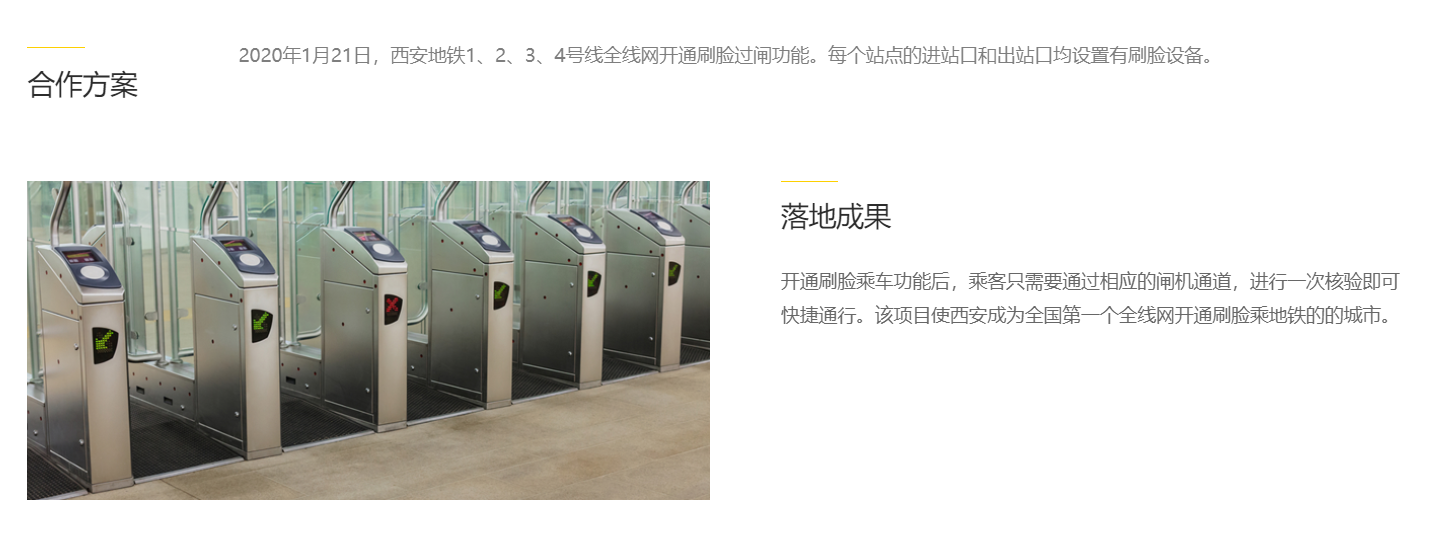 合作方案
2020年1月21日，西安地铁1、2、3、4号线全线网开通刷脸过闸功能。每个站点的进站口和出站口均设置有刷脸设备。
落地成果
开通刷脸乘车功能后，乘客只需要通过相应的闸机通道，进行一次核验即可
快捷通行。该项目使西安成为全国第一个全线网开通刷脸乘地铁的的城市。